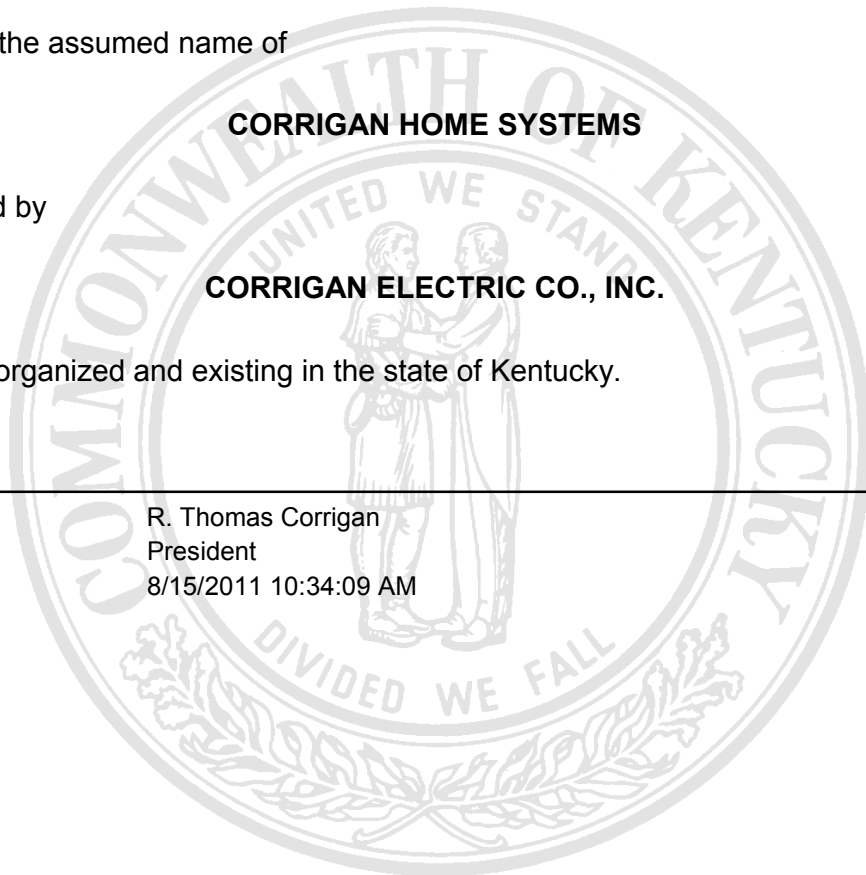 the assumed name of
CORRIGAN HOME SYSTEMS
d by
CORRIGAN ELECTRIC CO., INC.
organized and existing in the state of Kentucky.
R. Thomas Corrigan
President
8/15/2011 10:34:09 AM
COMMONWEALTH OF KENTUCKY
UNITED WE STAND
DIVIDED WE FALL